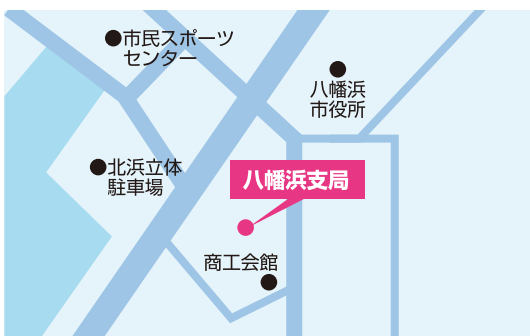 市民スポーツ
センター
八幡浜
市役所
北浜立体
駐車場
八幡浜支局
商工会館